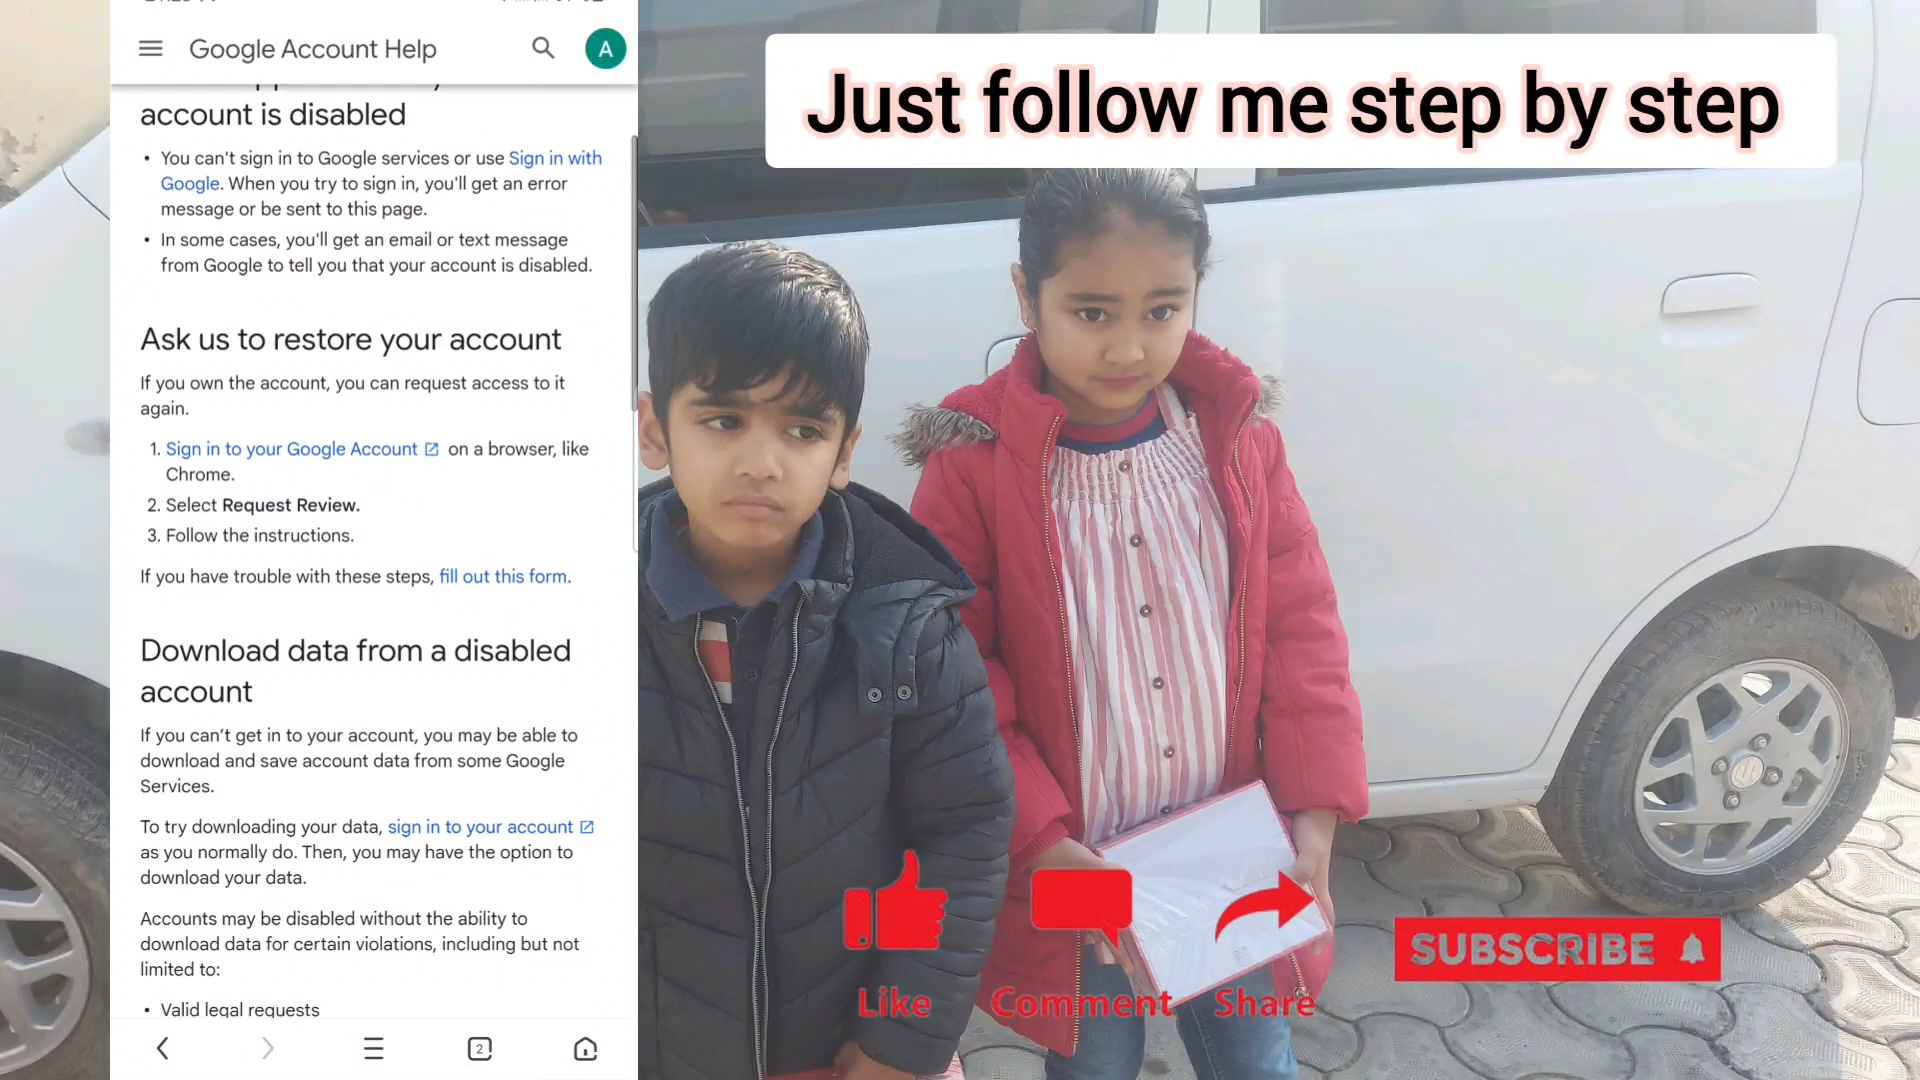 Google Account Help
A
account is disabled
• You can't sign in to Google services or use Sign in with
Google. When you try to sign in, you'll get an error
message or be sent to this page.
• In some cases, you'll get an email or text message
from Google to tell you that your account is disabled.
Ask us to restore your account
If you own the account, you can request access to it
again.
1. Sign in to your Google Account on a browser, like
Chrome.
2. Select Request Review.
3. Follow the instructions.
If you have trouble with these steps, fill out this form.
Download data from a disabled
account
If you can’t get in to your account, you may be able to
download and save account data from some Google
Services.
To try downloading your data, sign in to your account
as you normally do. Then, you may have the option to
download your data.
Accounts may be disabled without the ability to
download data for certain violations, including but not
limited to:
• Valid legal requests
2
Just follow me step by step
Like Comment Share
SUBSCRIBE